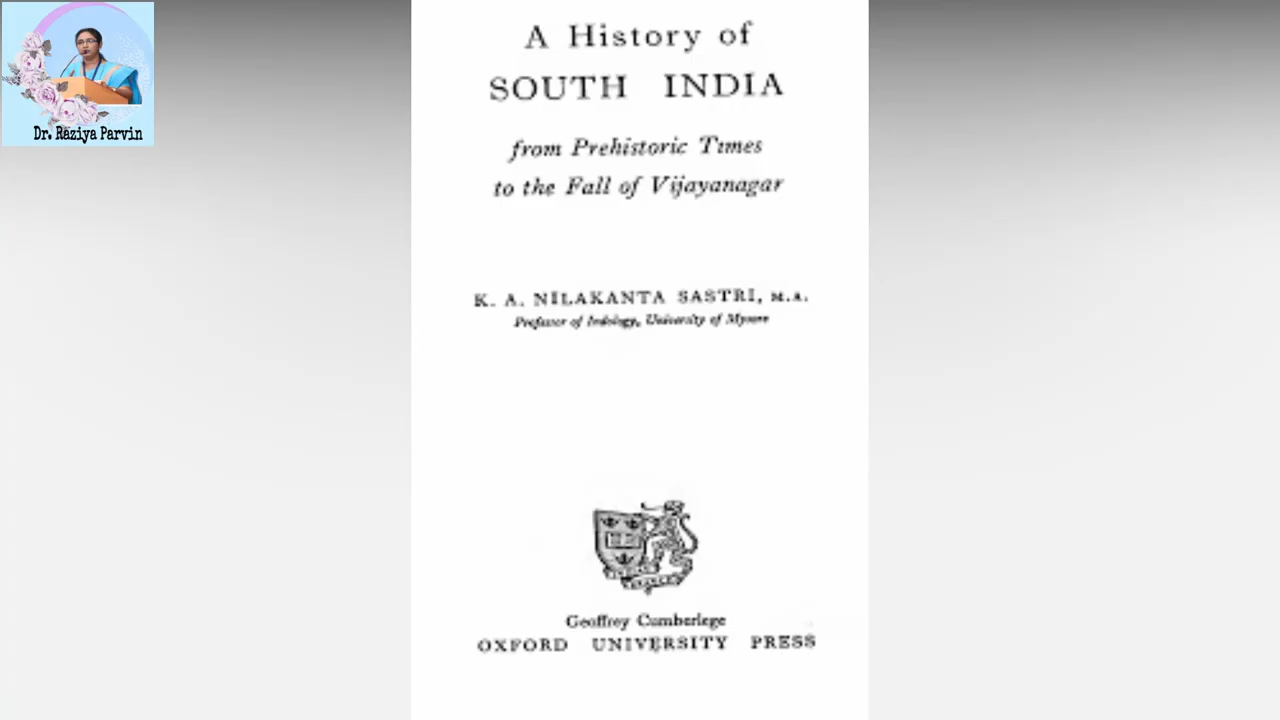 Dr. Raziya Parvin
A History of
SOUTH INDIA
from Prehistoric Times
to the Fall of Vijayanagar
K. A. NILAKANTA SASTRI, M.A.
Professor of Indology, University of Mysore
Geoffrey Cumberlege
OXFORD UNIVERSITY PRESS